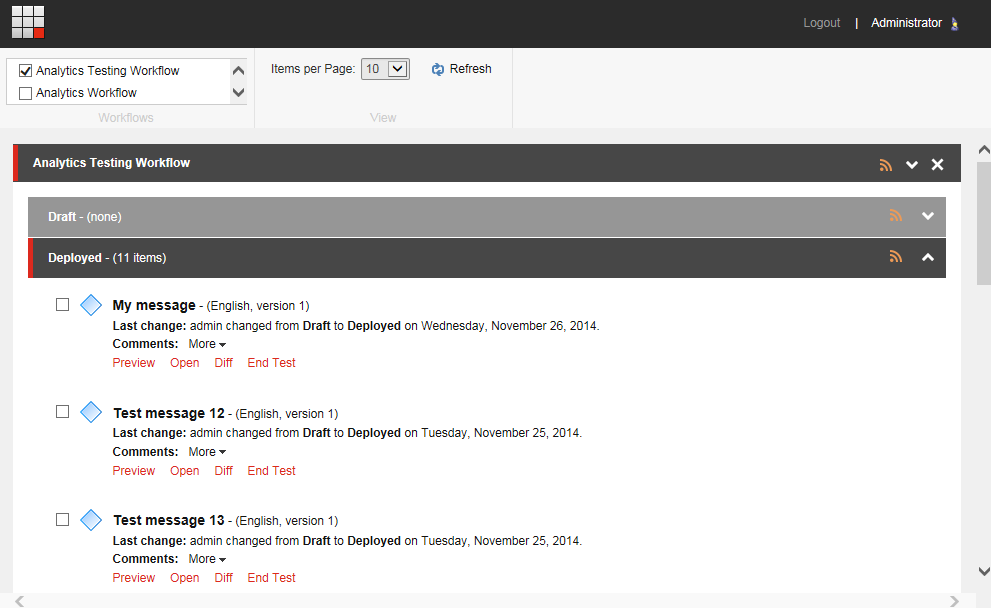 Logout | Administrator
Analytics Testing Workflow
Analytics Workflow
Workflows
Items per Page: 10 Refresh
View
Analytics Testing Workflow
Draft - (none)
Deployed - (11 items)
My message - (English, version 1)
Last change: admin changed from Draft to Deployed on Wednesday, November 26, 2014.
Comments: More
Preview Open Diff End Test
Test message 12 - (English, version 1)
Last change: admin changed from Draft to Deployed on Tuesday, November 25, 2014.
Comments: More
Preview Open Diff End Test
Test message 13 - (English, version 1)
Last change: admin changed from Draft to Deployed on Tuesday, November 25, 2014.
Comments: More
Preview Open Diff End Test